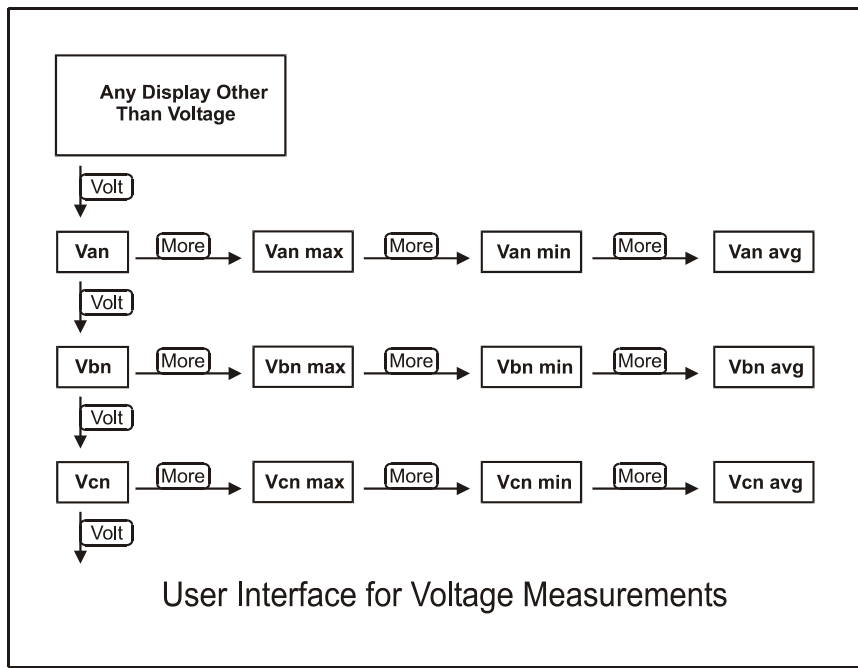 Any Display Other
Than Voltage
Volt
Van More Van max More Van min More Van avg
Volt
Vbn More Vbn max More Vbn min More Vbn avg
Volt
Vcn More Vcn max More Vcn min More Vcn avg
Volt
User Interface for Voltage Measurements